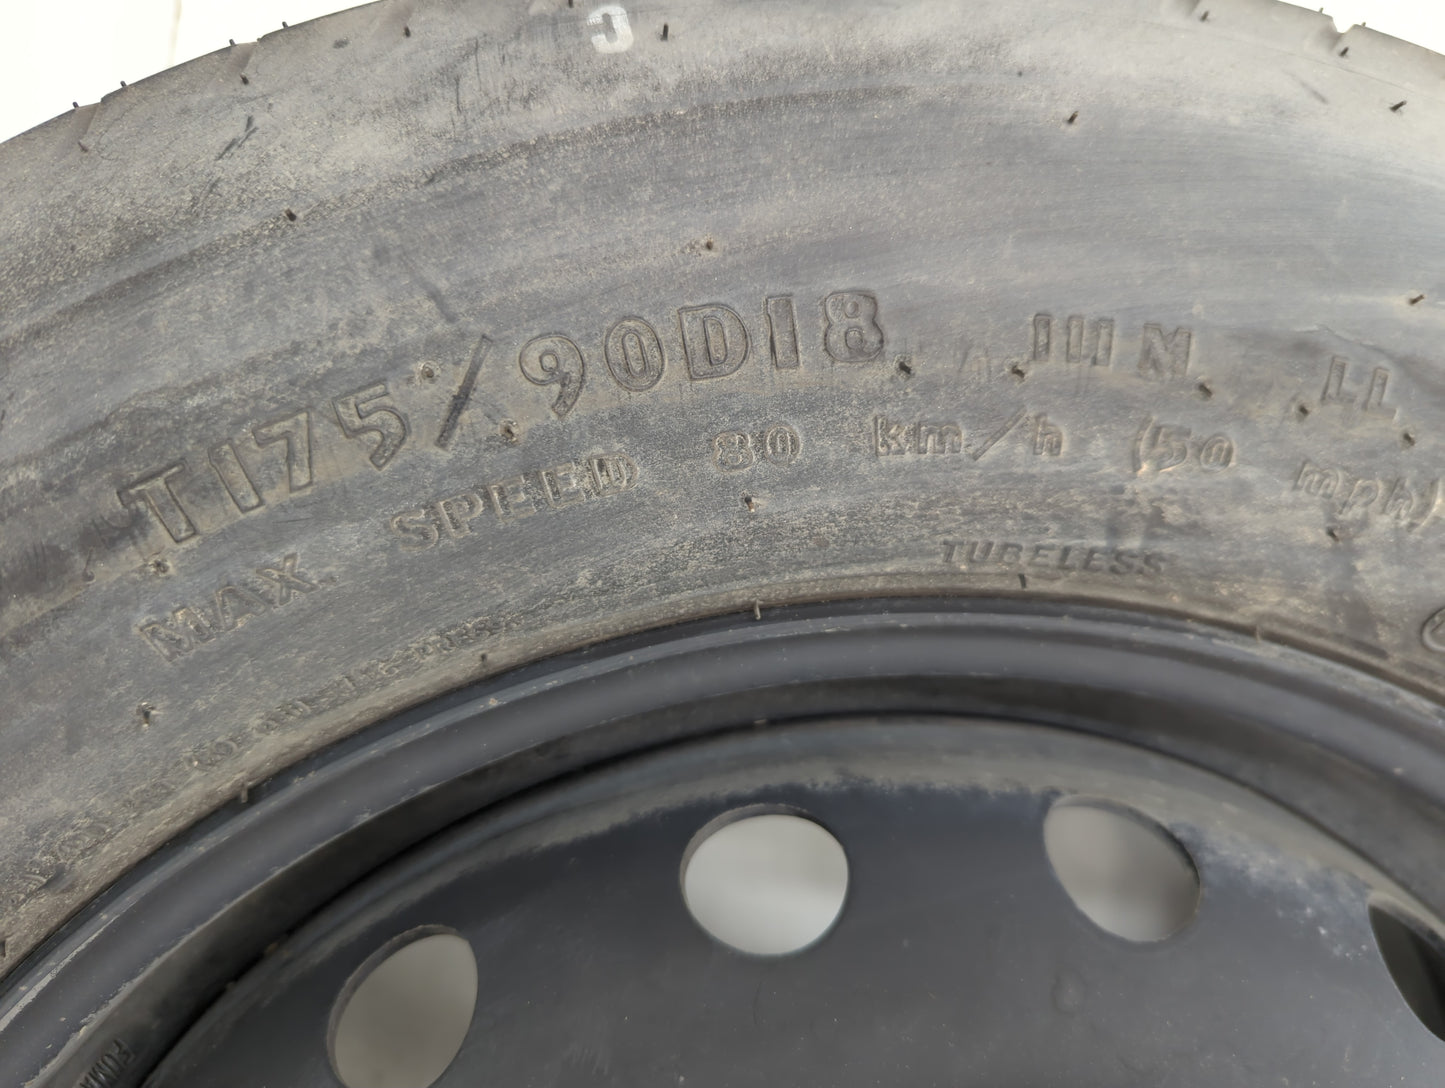 C
T175/90D18 111M LL
MAX SPEED 80 km/h (50 mph)
TUBELESS